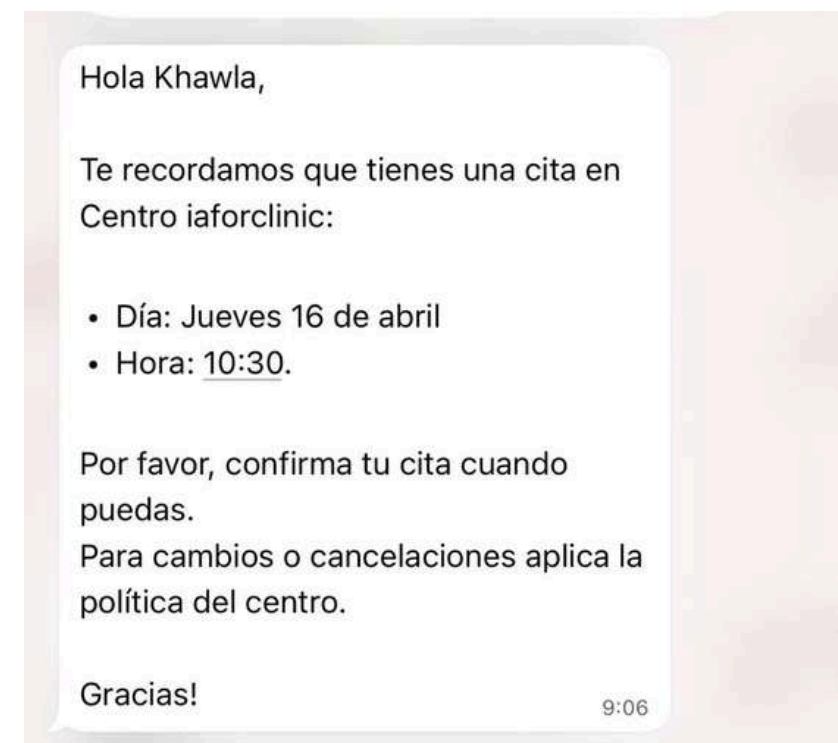 Hola Khawla,
Te recordamos que tienes una cita en
Centro iaforclinic:
• Día: Jueves 16 de abril
• Hora: 10:30.
Por favor, confirma tu cita cuando
puedas.
Para cambios o cancelaciones aplica la
política del centro.
Gracias!
9:06